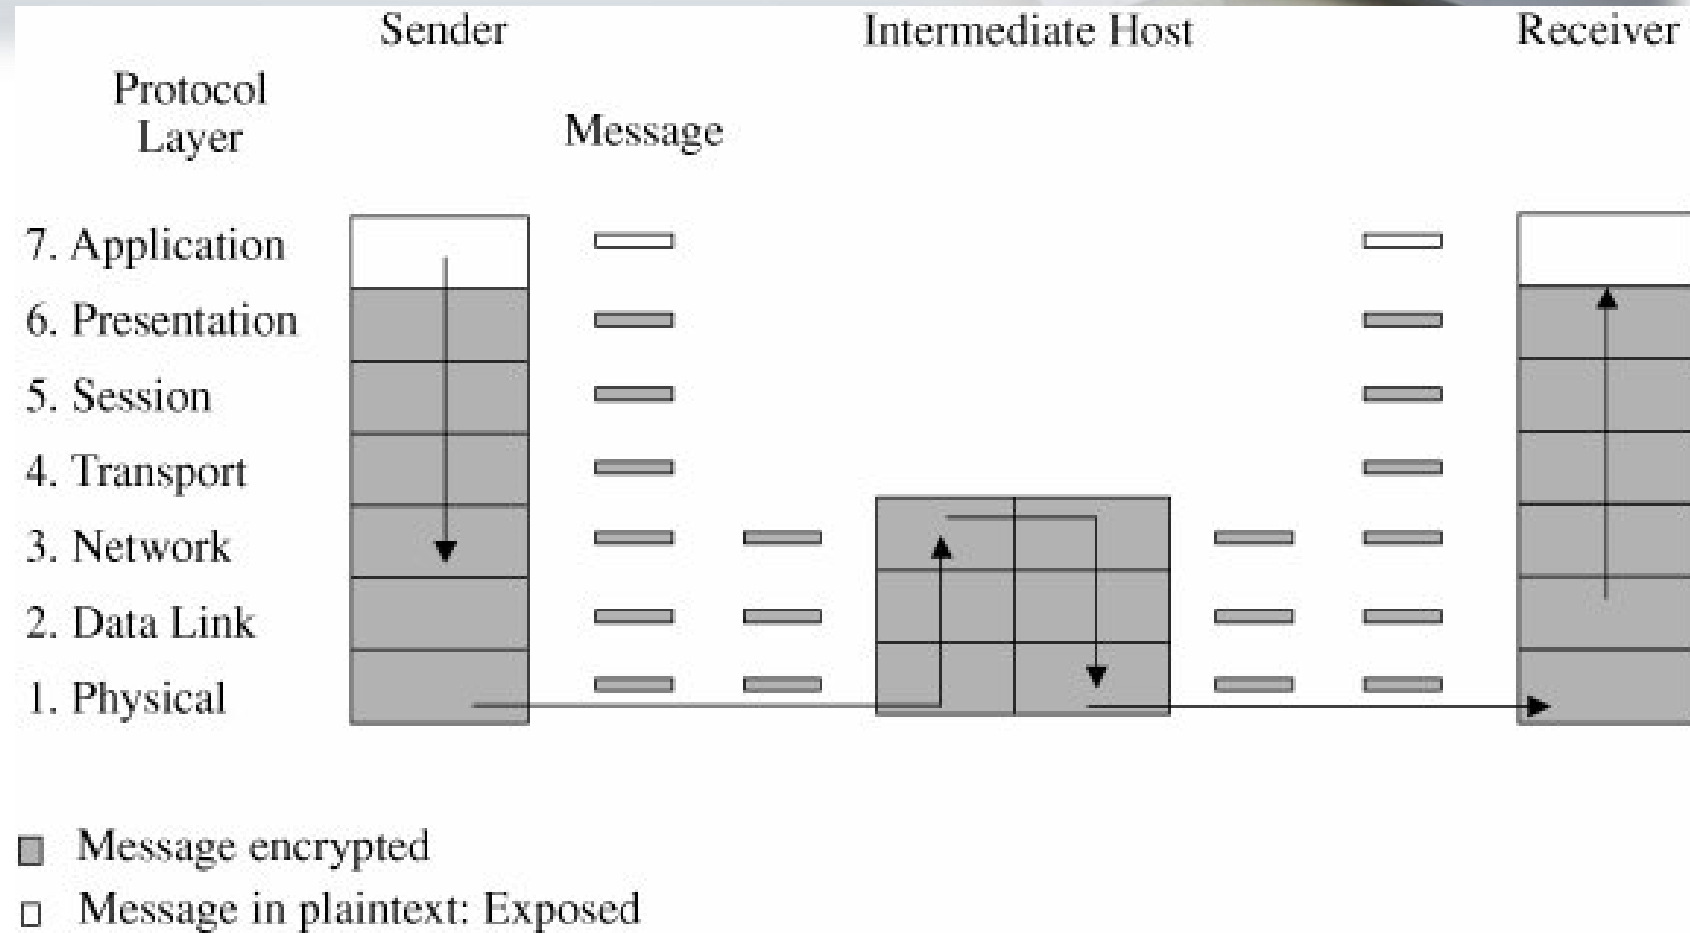 Sender
Intermediate Host
Receiver
Protocol
Layer
Message
7. Application
6. Presentation
5. Session
4. Transport
3. Network
2. Data Link
1. Physical
Message encrypted
Message in plaintext: Exposed